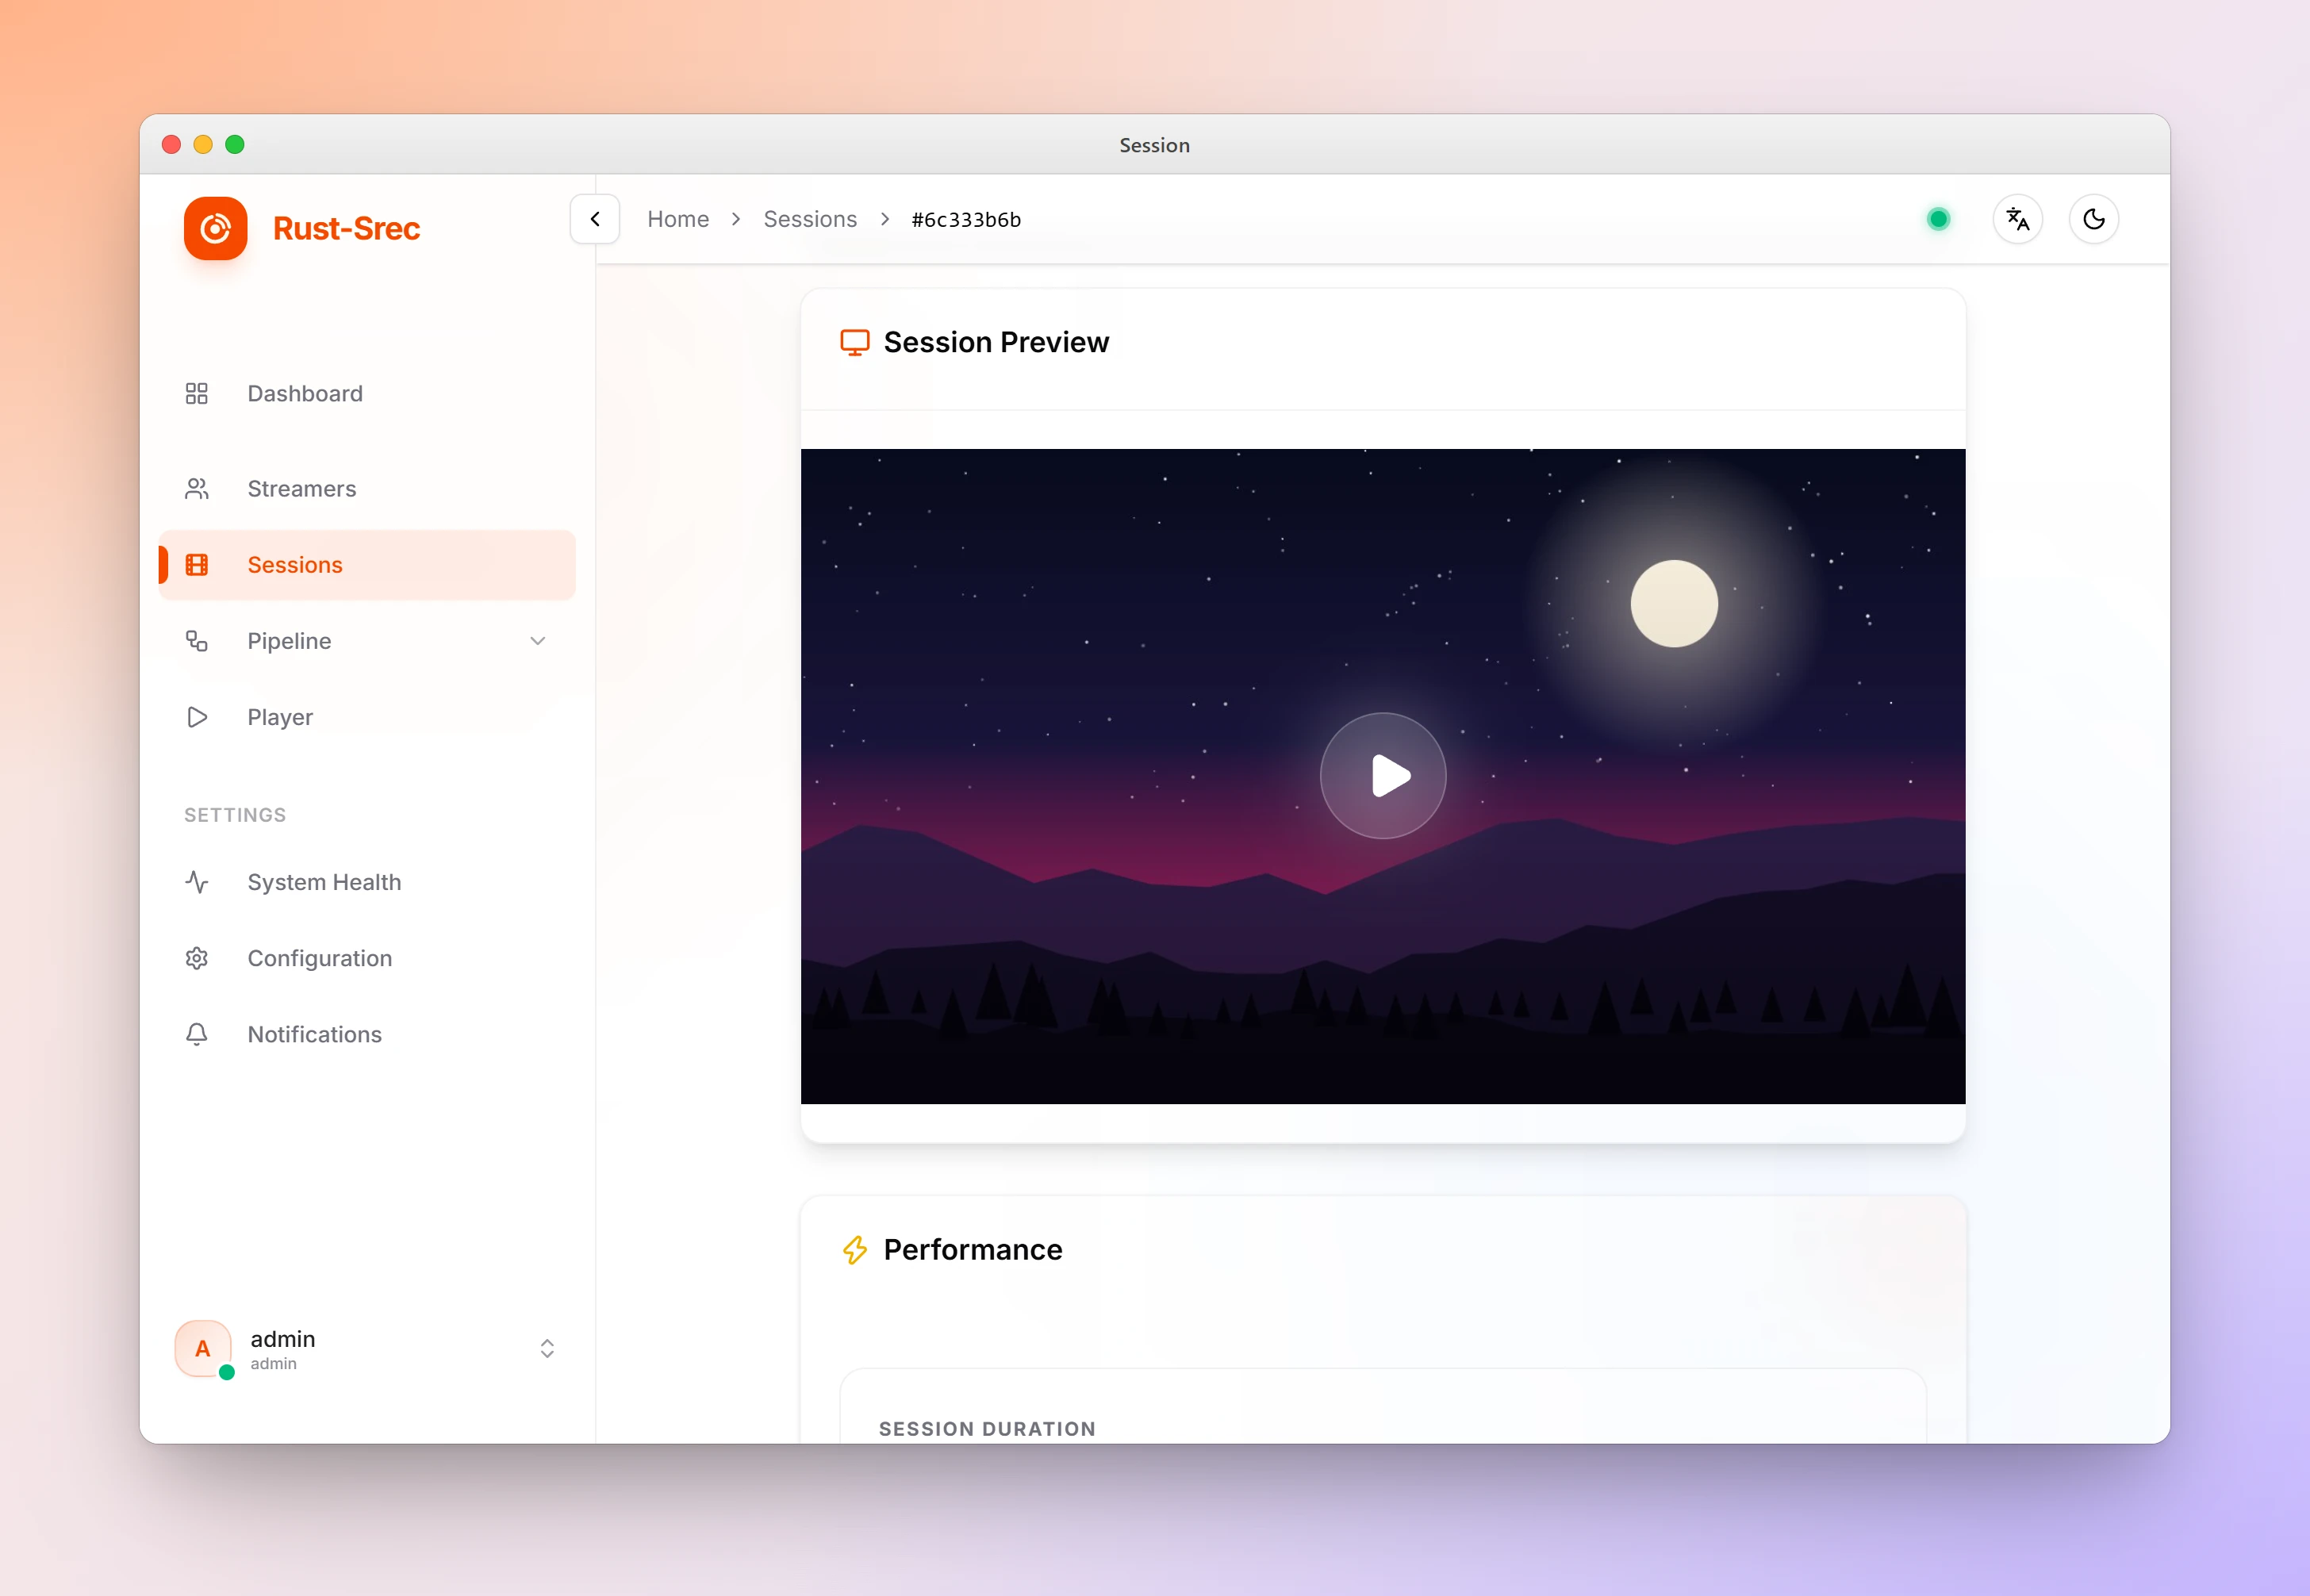 Session
Rust-Srec
Home
Sessions
#6c333b6b
Dashboard
Streamers
Sessions
Pipeline
Player
SETTINGS
System Health
Configuration
Notifications
A
admin
admin
Session Preview
Performance
SESSION DURATION